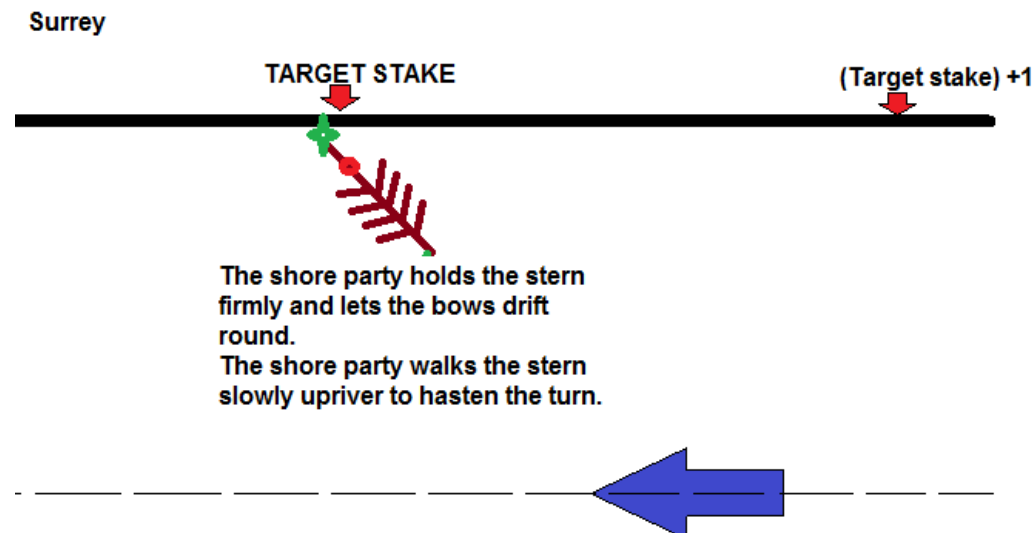 Surrey
TARGET STAKE
(Target stake) +1
The shore party holds the stern
firmly and lets the bows drift
round.
The shore party walks the stern
slowly upriver to hasten the turn.